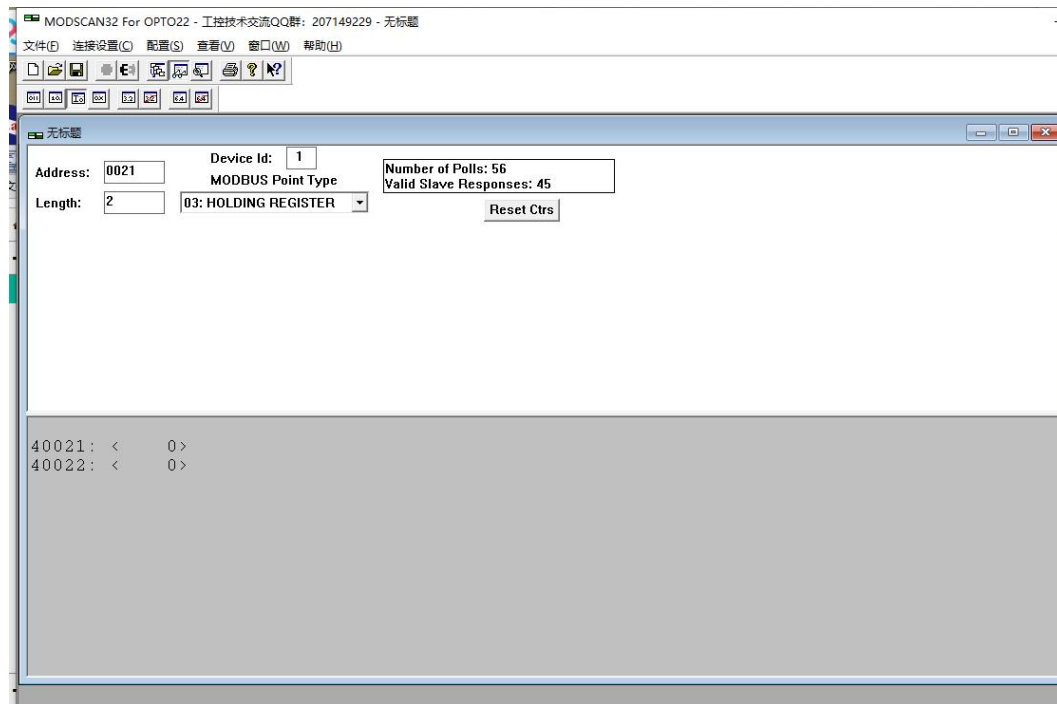 MODSCAN32 For OPTO22 - 工控技术交流QQ群：207149229 - 无标题
文件(F) 连接设置(C) 配置(S) 查看(V) 窗口(W) 帮助(H)
无标题
Device Id: 1
Address: 0021
MODBUS Point Type
Length: 2
03: HOLDING REGISTER
Number of Polls: 56
Valid Slave Responses: 45
Reset Ctrs
40021: < 0>
40022: < 0>